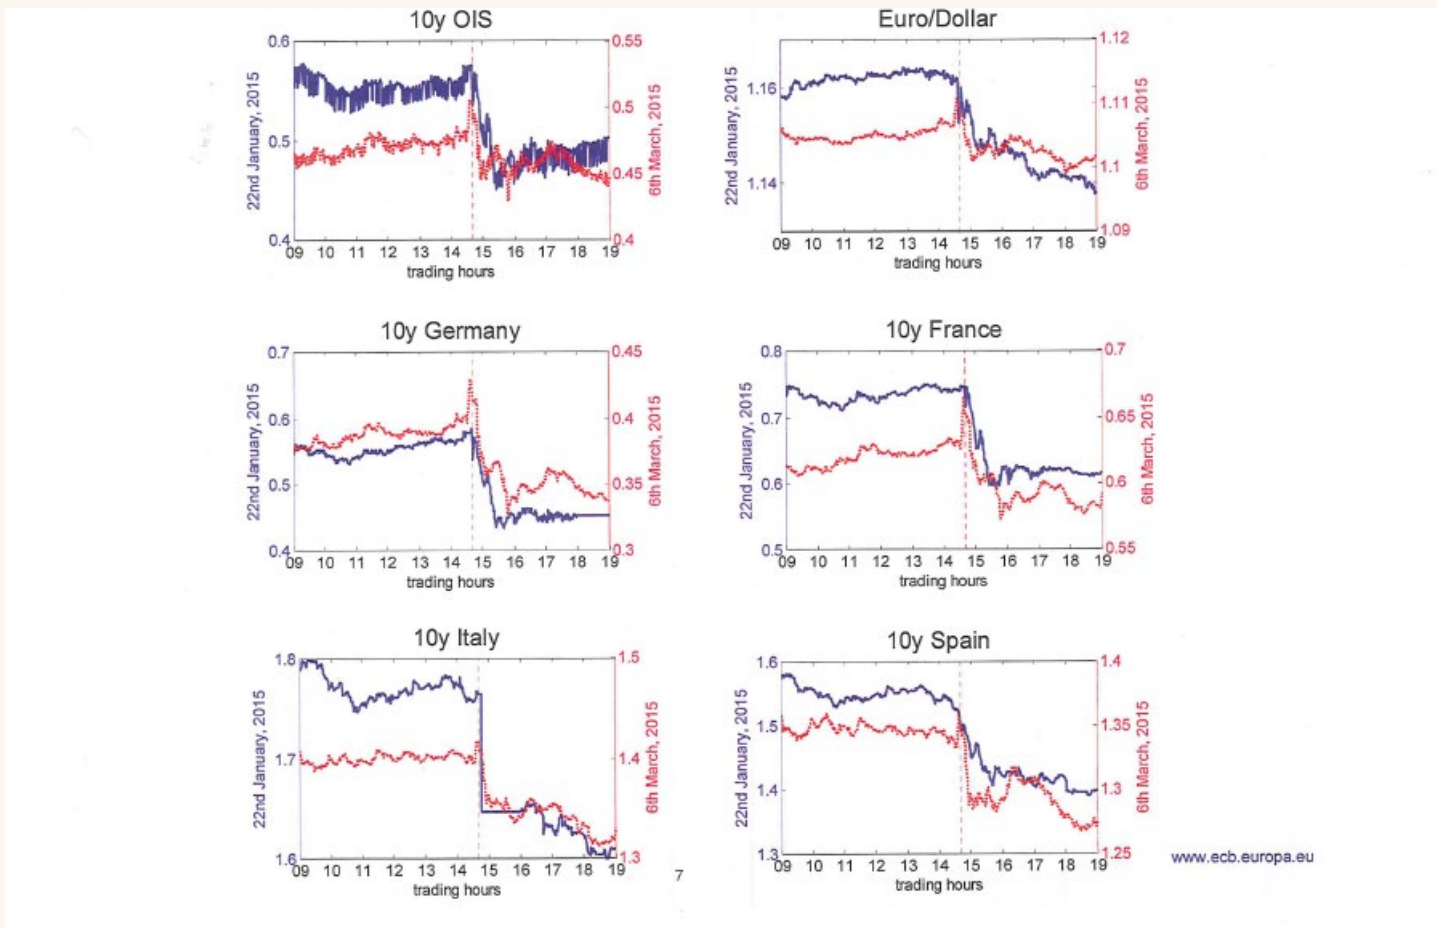 10y OIS
0.6
0.5
0.4
22nd January, 2015
0.55
0.5
0.45
0.4
6th March, 2015
09 10 11 12 13 14 15 16 17 18 19
trading hours
Euro/Dollar
1.16
1.14
22nd January, 2015
1.12
1.11
1.1
1.09
6th March, 2015
09 10 11 12 13 14 15 16 17 18 19
trading hours
10y Germany
0.7
0.6
0.5
0.4
22nd January, 2015
0.45
0.4
0.35
0.3
6th March, 2015
09 10 11 12 13 14 15 16 17 18 19
trading hours
10y France
0.8
0.7
0.6
0.5
22nd January, 2015
0.7
0.65
0.6
0.55
6th March, 2015
09 10 11 12 13 14 15 16 17 18 19
trading hours
10y Italy
1.8
1.7
1.6
22nd January, 2015
1.5
1.4
1.3
6th March, 2015
09 10 11 12 13 14 15 16 17 18 19
trading hours
10y Spain
1.6
1.5
1.4
1.3
22nd January, 2015
1.4
1.35
1.3
1.25
6th March, 2015
09 10 11 12 13 14 15 16 17 18 19
trading hours
7
www.ecb.europa.eu